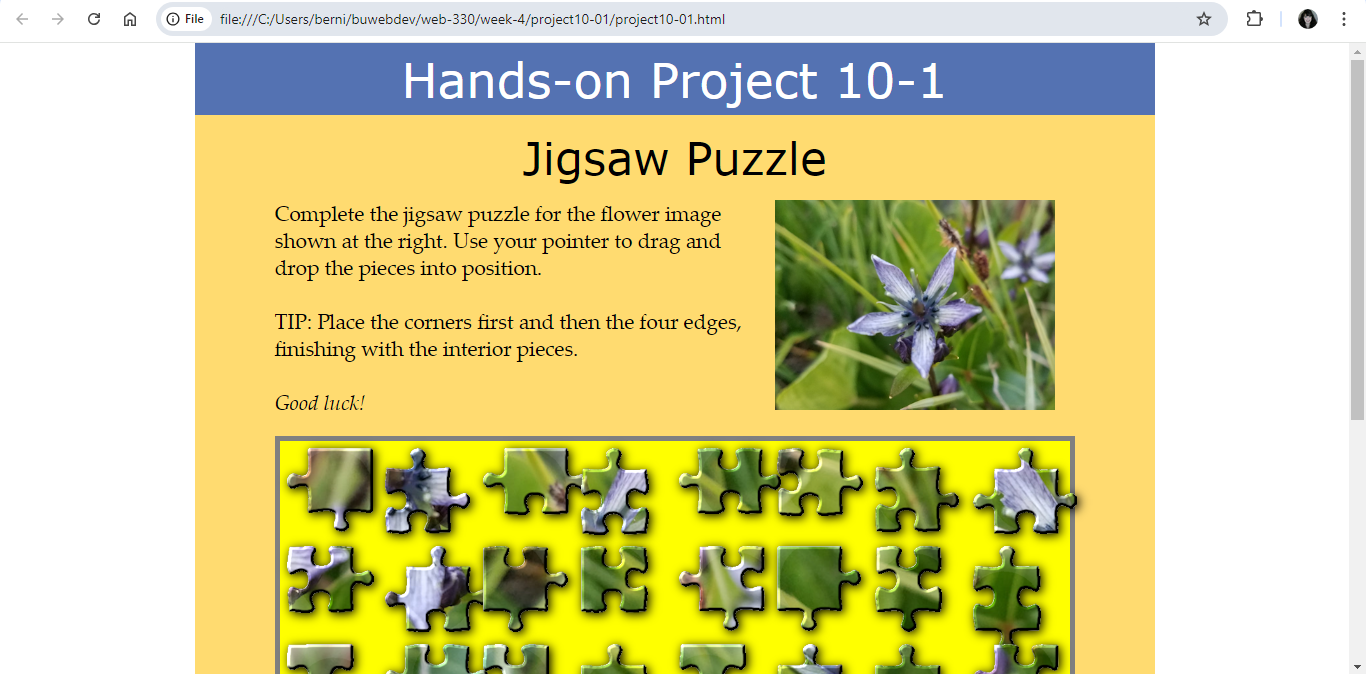 File
file:///C:/Users/berni/buwebdev/web-330/week-4/project10-01/project10-01.html
Hands-on Project 10-1
Jigsaw Puzzle
Complete the jigsaw puzzle for the flower image
shown at the right. Use your pointer to drag and
drop the pieces into position.
TIP: Place the corners first and then the four edges,
finishing with the interior pieces.
Good luck!